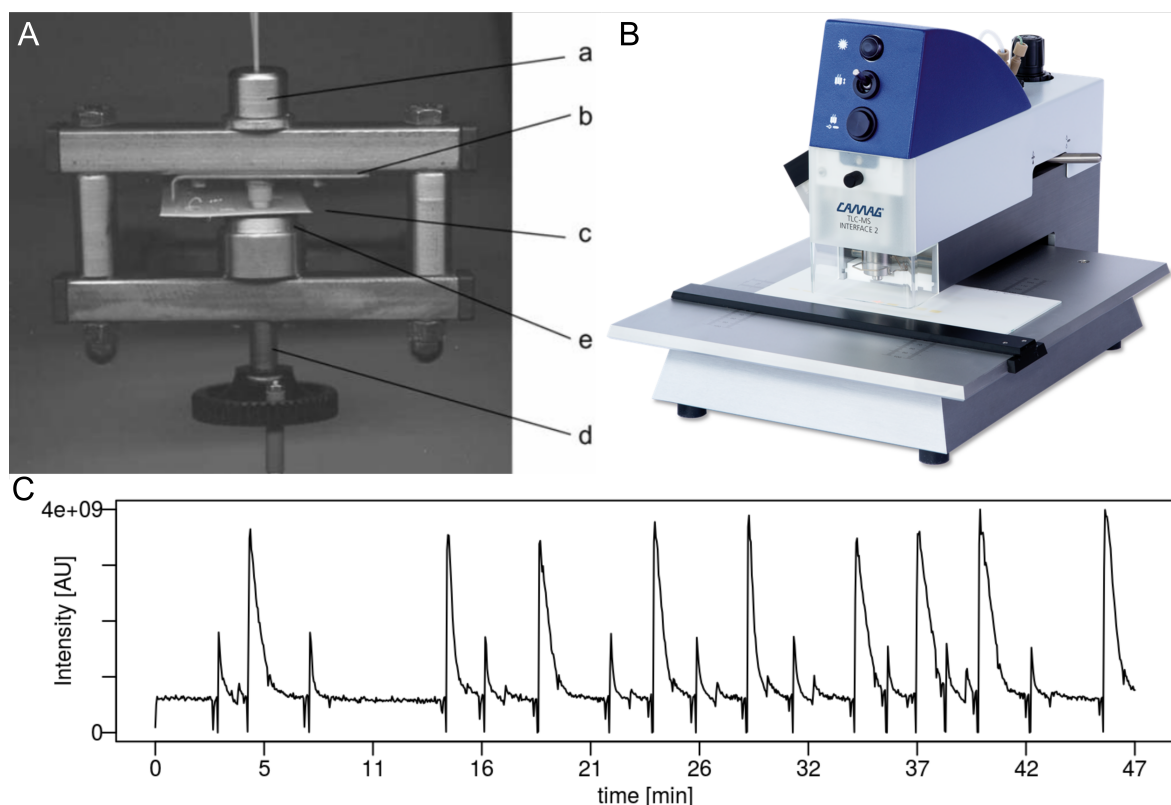 A
a
b
c
e
d
B
CAMAG
TLC-MS
INTERFACE 2
C
4e+09
0
Intensity [AU]
0 5 11 16 21 26 32 37 42 47
time [min]